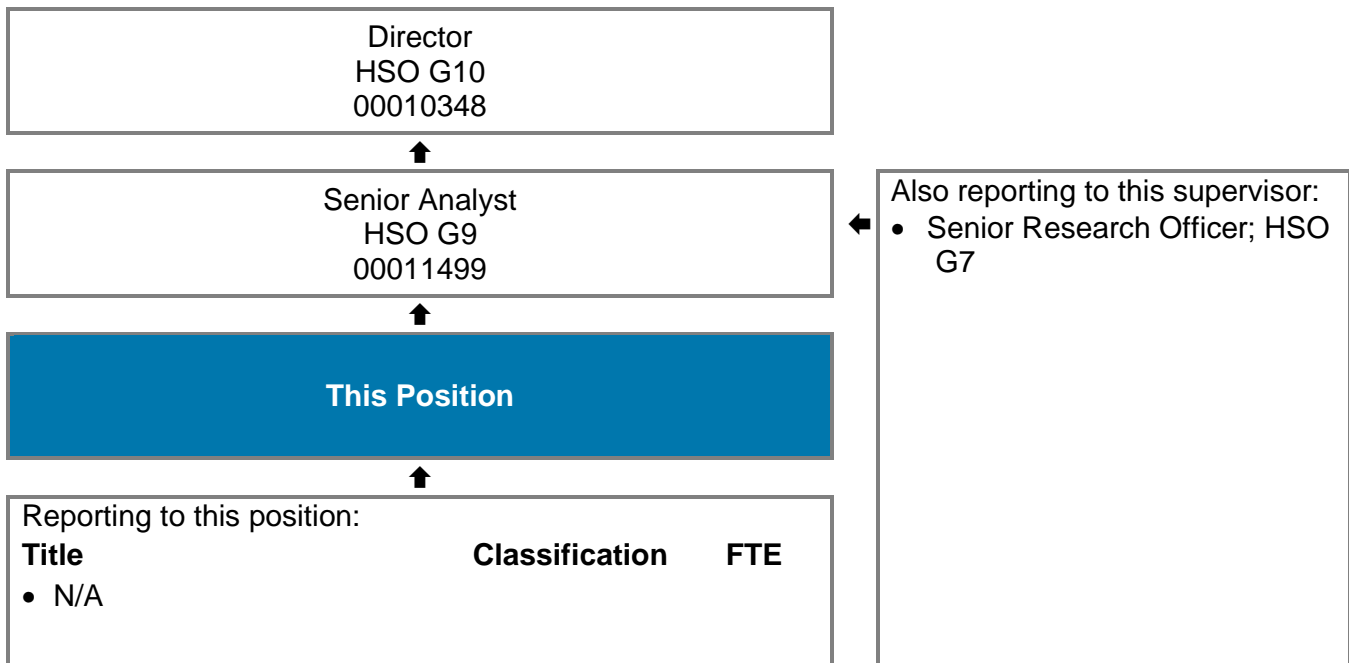 Director
HSO G10
00010348
Senior Analyst
HSO G9
00011499
Also reporting to this supervisor:
• Senior Research Officer; HSO
G7
This Position
Reporting to this position:
Title Classification FTE
• N/A